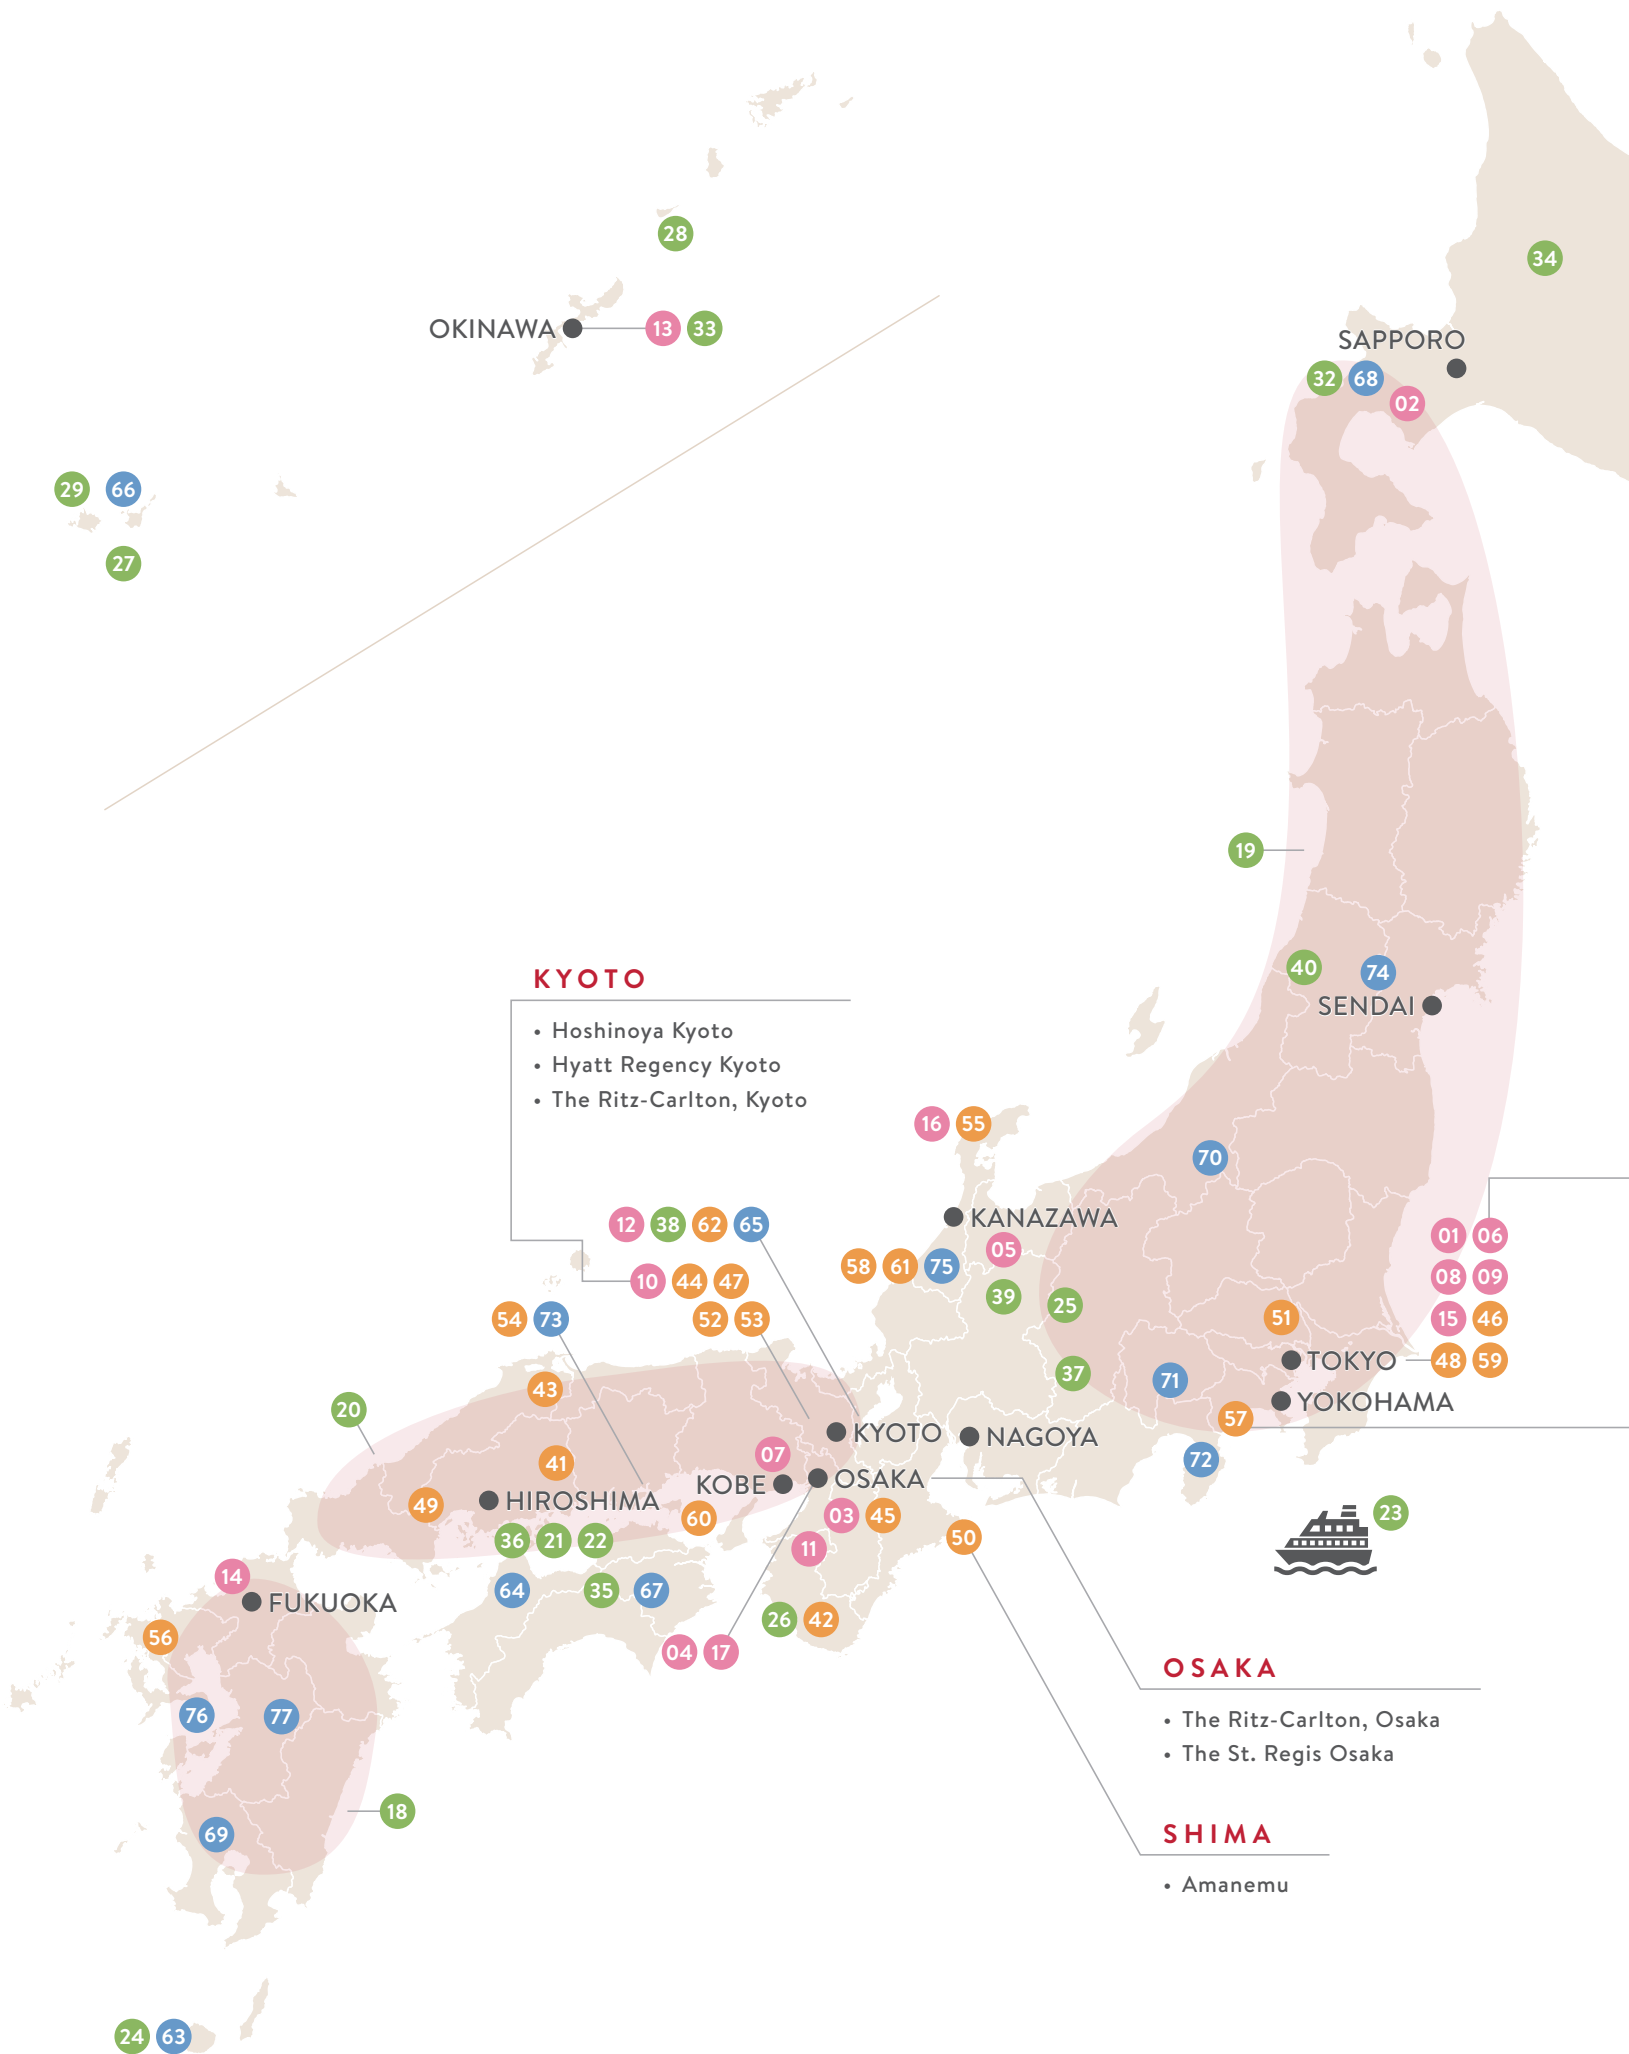 28
34
OKINAWA
13 33
SAPPORO
32 68
02
29 66
27
19
40 74
SENDAI
KYOTO
• Hoshinoya Kyoto
• Hyatt Regency Kyoto
• The Ritz-Carlton, Kyoto
16 55
70
KANAZAWA
12 38 62 65
01 06
05
58 61 75
10 44 47
08 09
39 25
54 73
52 53
51
15 46
TOKYO
48 59
37
71
43
YOKOHAMA
20
57
KYOTO
NAGOYA
07
72
41
KOBE
OSAKA
49
HIROSHIMA
60
03 45
23
36 21 22
11
50
14
FUKUOKA
64 35 67
26 42
56
04 17
OSAKA
• The Ritz-Carlton, Osaka
• The St. Regis Osaka
76 77
18
69
SHIMA
• Amanemu
24 63